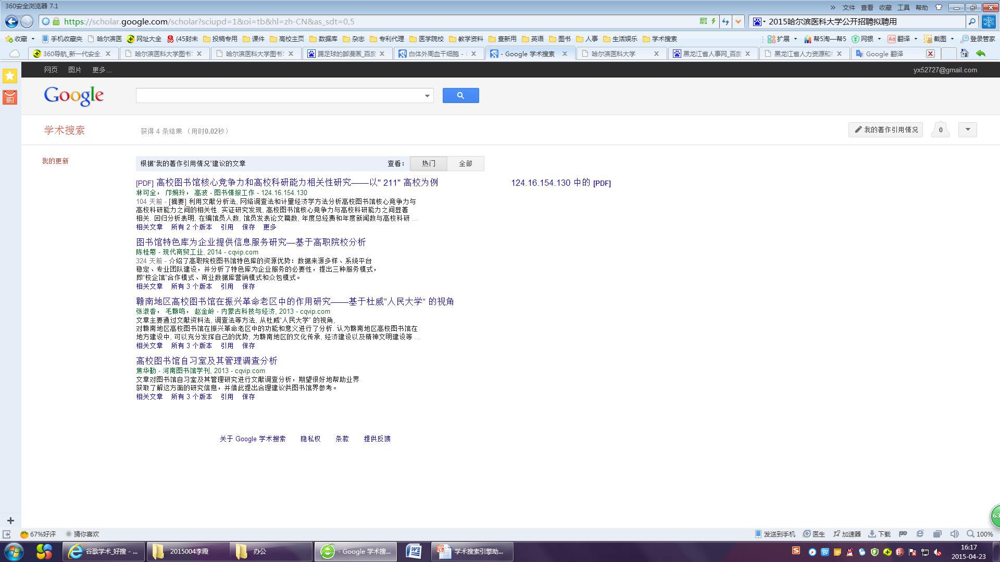 360安全浏览器 7.1
» 文件 查看 收藏 工具 帮助
https://scholar.google.com/scholar?sciupd=1&oi=tb&hl=zh-CN&as_sdt=0,5
2015哈尔滨医科大学公开招聘拟聘用
收藏 手机收藏夹 哈尔滨医 网址大全 (45封未 投稿专用 课件 高校主页 数据库 杂志 专利代理 医学院校 教学资料 查新用 英语 图书 人事 生活娱乐 学术搜索 扩展 帮5淘—帮5 网银 翻译 截图 登录管家
360导航_新一代安全 哈尔滨医科大学图书 哈尔滨医科大学图书 踢足球的脚漫画_百度 白体外周血干细胞 - - Google 学术搜索 哈尔滨医科大学 黑龙江省人事网_百度 黑龙江省人力资源和 Google 翻译
网页 图片 更多... yx52727@gmail.com
购
Google
学术搜索 获得 4 条结果 （用时0.02秒） 我的著作引用情况 0
我的更新 根据“我的著作引用情况”建议的文章 查看： 热门 全部
[PDF] 高校图书馆核心竞争力和高校科研能力相关性研究——以" 211" 高校为例 124.16.154.130 中的 [PDF]
林可全， 邝婉玲， 高波 - 图书情报工作 - 124.16.154.130
104 天前 - [摘要] 利用文献分析法, 网络调查法和计量经济学方法分析高校图书馆核心竞争力与
高校科研能力之间的相关性. 实证研究发现, 高校图书馆核心竞争力与高校科研能力之间显著
相关. 回归分析表明, 在编馆员人数, 馆员发表论文篇数, 年度总经费和年度新闻数与高校科研 ...
相关文章 所有 2 个版本 引用 保存 更多
图书馆特色库为企业提供信息服务研究—基于高职院校分析
陈桂菊 - 现代商贸工业, 2014 - cqvip.com
324 天前 - 介绍了高职院校图书馆特色库的资源优势：数据来源多样、系统平台
稳定、专业团队建设，并分析了特色库为企业服务的必要性，提出三种服务模式，
即“校企馆”合作模式、商业数据库营销模式和众包模式。
相关文章 所有 3 个版本 引用 保存
赣南地区高校图书馆在振兴革命老区中的作用研究——基于杜威“人民大学” 的视角
张淑香， 毛赣鸣， 赵金岭 - 内蒙古科技与经济, 2013 - cqvip.com
文章主要通过文献资料法, 调查法等方法, 从杜威“人民大学” 的视角,
对赣南地区高校图书馆在振兴革命老区中的功能和意义进行了分析. 认为赣南地区高校图书馆在
地方建设中, 可以充分发挥自己的优势, 为赣南地区的文化传承, 经济建设以及精神文明建设等 ...
相关文章 所有 3 个版本 引用 保存
高校图书馆自习室及其管理调查分析
焦华勤 - 河南图书馆学刊, 2013 - cqvip.com
文章对图书馆自习室及其管理研究进行文献调查分析，期望很好地帮助业界
获取了解这方面的研究信息，并借此提出合理建议供图书馆界参考。
相关文章 所有 3 个版本 引用 保存
关于 Google 学术搜索 隐私权 条款 提供反馈
63
67%好评 猜你喜欢 发送到手机 医生 加速器 下载 100%
谷歌学术_好搜 - ... 2015004李霞 办公 - Google 学术搜... 学术搜索引擎助... 16:17
2015-04-23